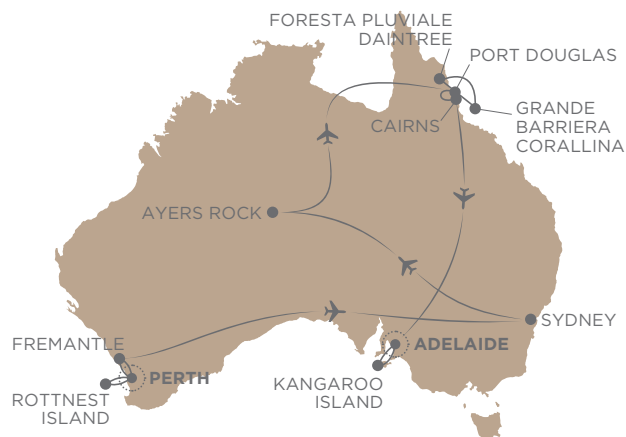 FORESTA PLUVIALE
DAINTREE
PORT DOUGLAS
GRANDE
BARRIERA
CORALLINA
CAIRNS
AYERS ROCK
SYDNEY
FREMANTLE
ADELAIDE
PERTH
KANGAROO
ISLAND
ROTTNEST
ISLAND